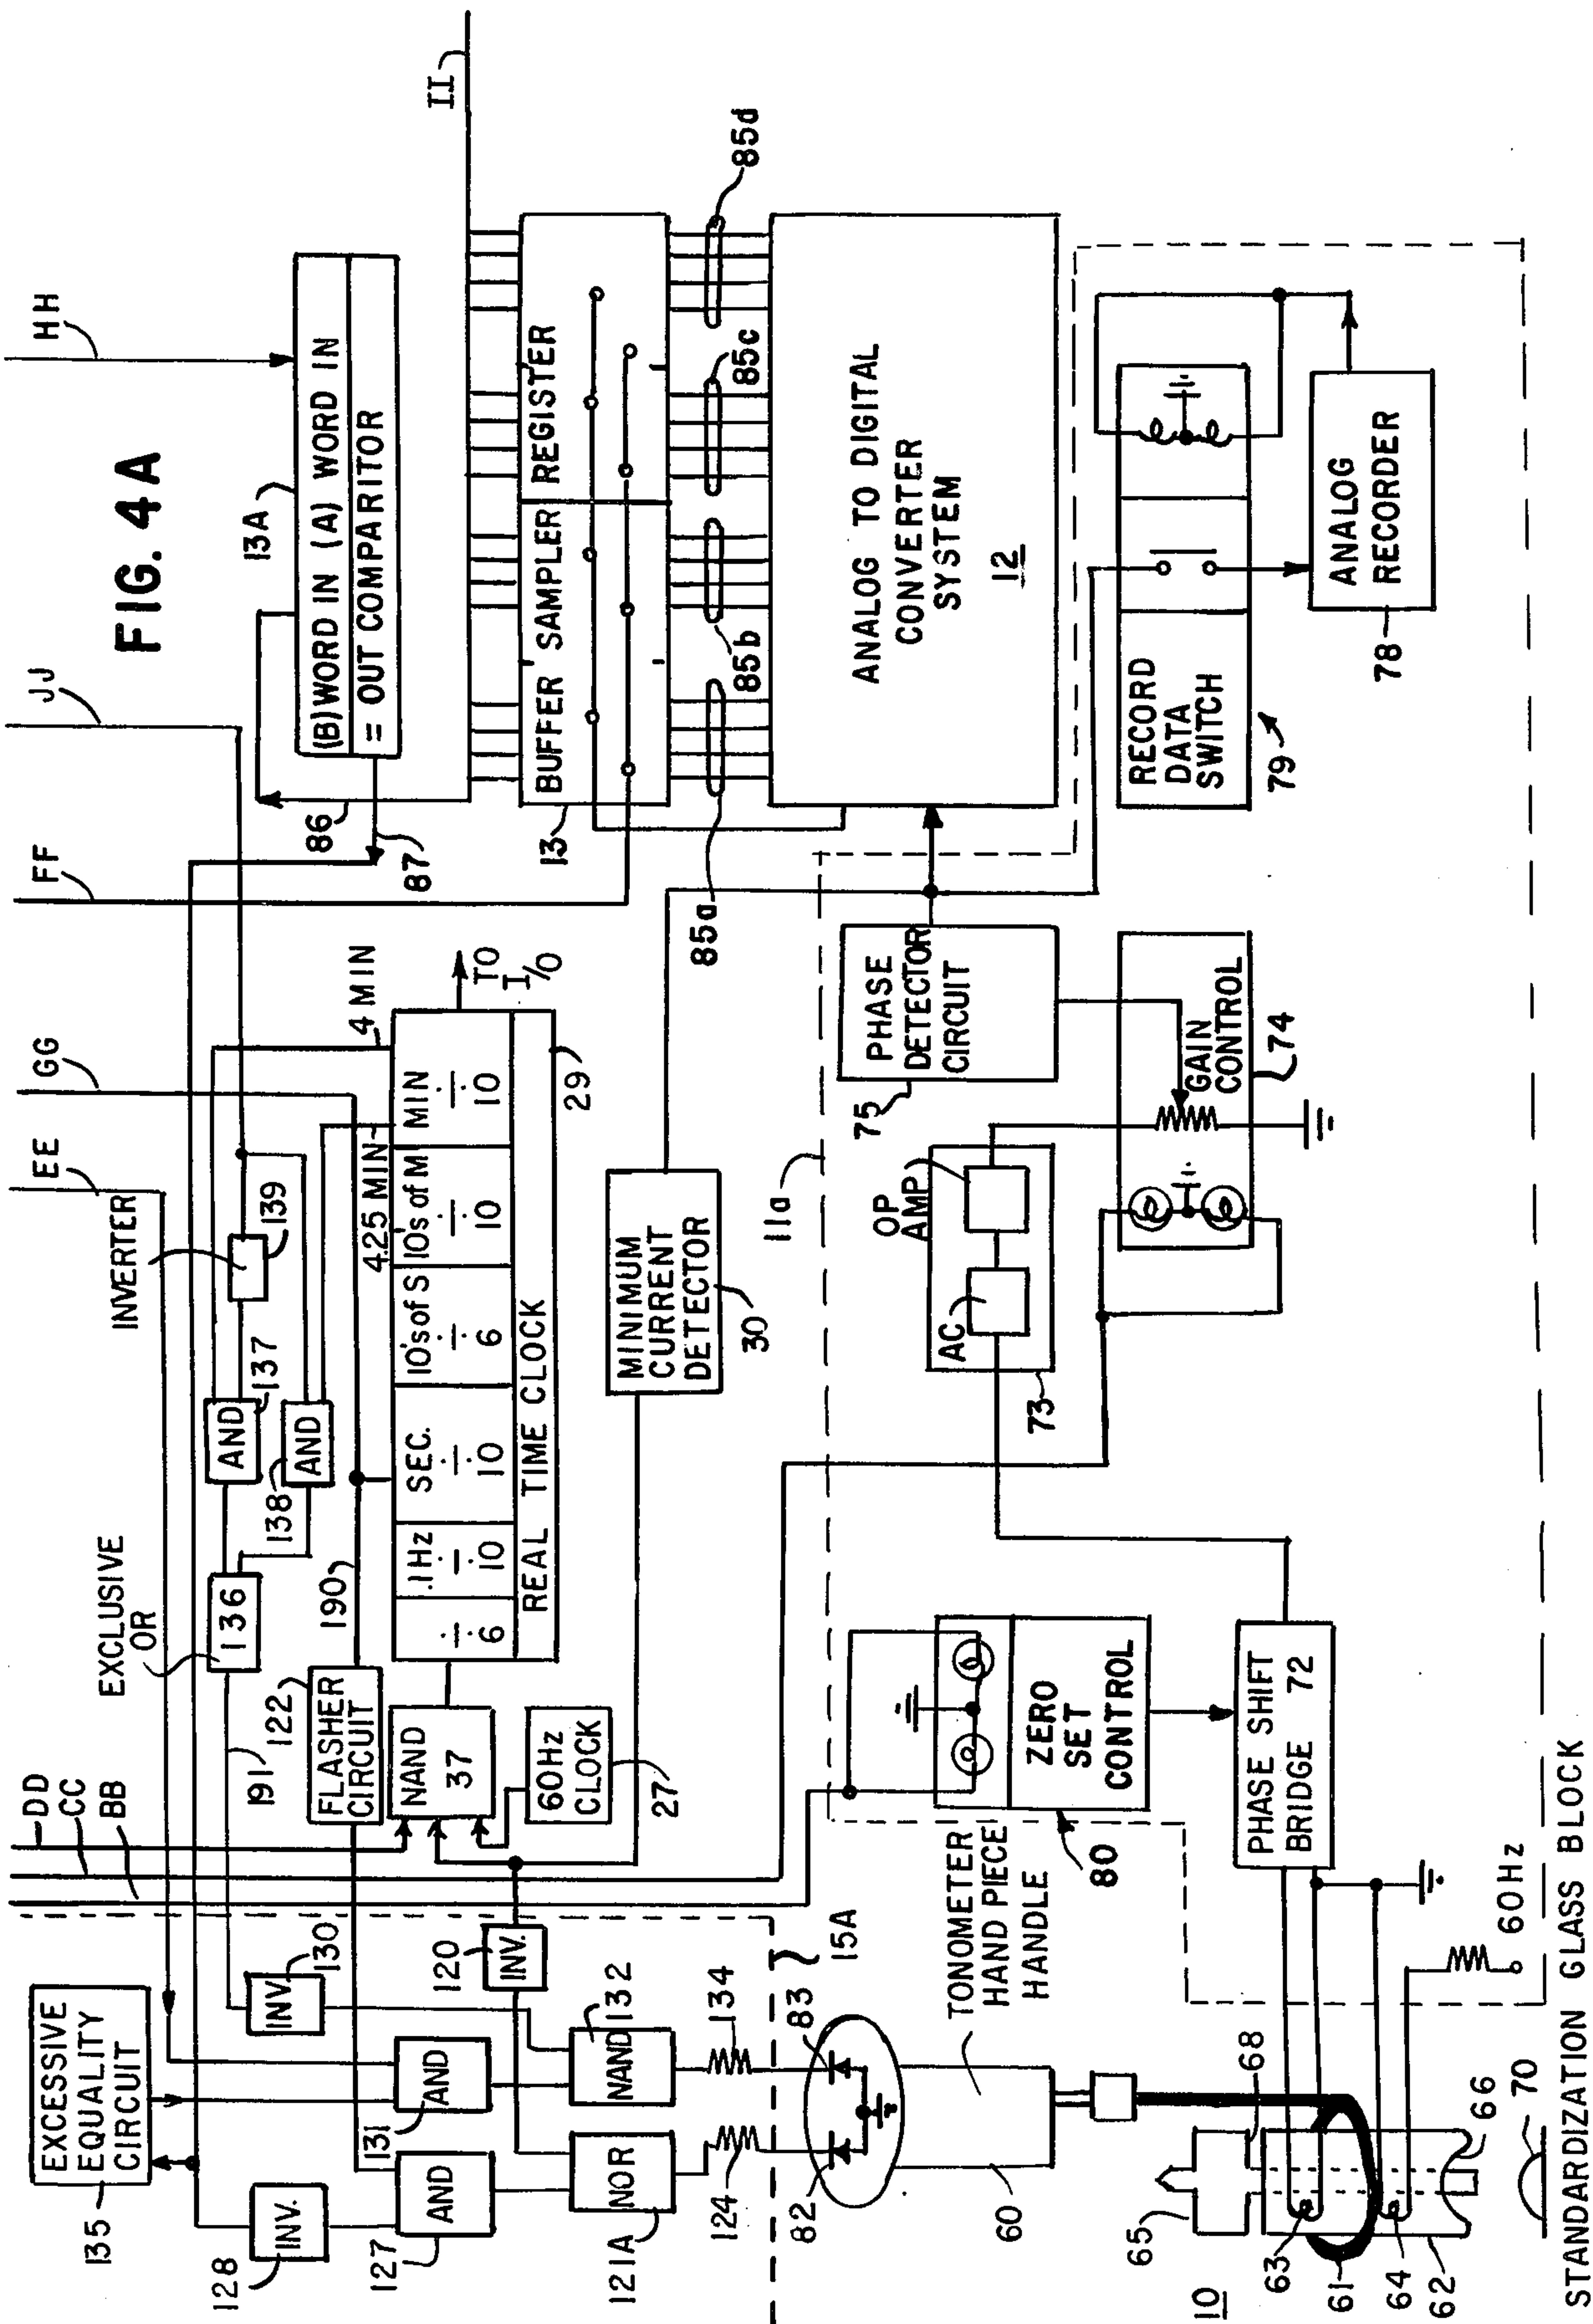 FIG. 4A
HH
JJ
FF
GG
EE
DD
CC
BB
II
13A
(B)WORD IN (A) WORD IN
= OUT COMPARITOR
86
87
BUFFER SAMPLER REGISTER
13
85a
85b
85c
85d
ANALOG TO DIGITAL
CONVERTER
SYSTEM
12
INVERTER
139
AND
137
AND
138
EXCLUSIVE
OR
136
191
190
4 MIN
4.25 MIN
÷
6
.1Hz
÷
10
SEC.
÷
10
10's of S
÷
6
10's of M
÷
10
MIN
÷
10
REAL TIME CLOCK
29
TO
I/O
122
FLASHER
CIRCUIT
NAND
37
60Hz
CLOCK
27
MINIMUM
CURRENT
DETECTOR
30
EXCESSIVE
EQUALITY
CIRCUIT
135
INV.
128
INV.
130
AND
127
AND
131
INV.
120
NOR
121A
NAND
132
124
134
15A
82
83
TONOMETER
HAND PIECE
HANDLE
60
11a
PHASE
DETECTOR
CIRCUIT
75
OP
AMP
AC
73
GAIN
CONTROL
74
RECORD
DATA
SWITCH
79
ANALOG
RECORDER
78
ZERO
SET
CONTROL
80
PHASE SHIFT
BRIDGE 72
60Hz
10
65
68
63
61
64
62
66
70
STANDARDIZATION GLASS BLOCK